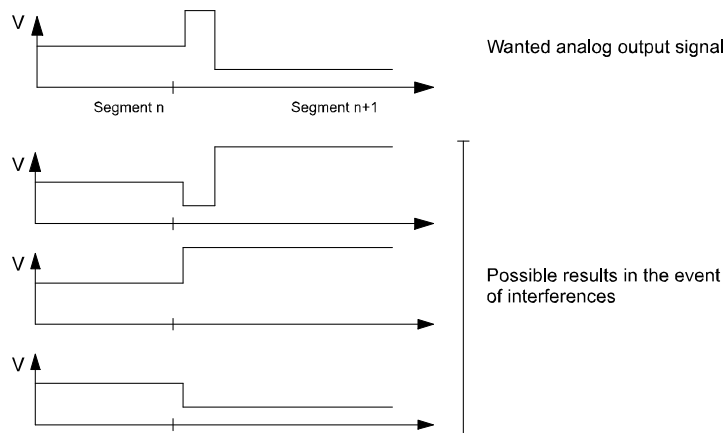 V
Wanted analog output signal
Segment n
Segment n+1
V
V
Possible results in the event
of interferences
V